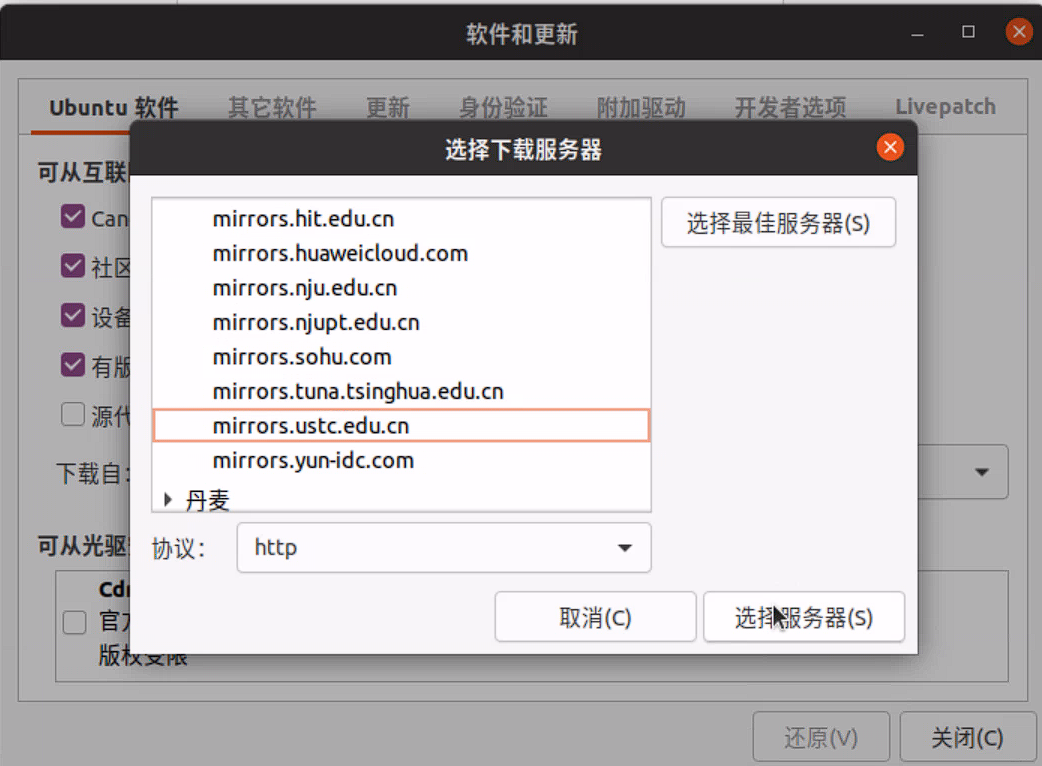 软件和更新
Ubuntu 软件 其它软件 更新 身份验证 附加驱动 开发者选项 Livepatch
选择下载服务器
可从互联
Can
社区
设备
有版
源代
下载自:
可从光驱
Cdr
官方
版权受限
mirrors.hit.edu.cn
mirrors.huaweicloud.com
mirrors.nju.edu.cn
mirrors.njupt.edu.cn
mirrors.sohu.com
mirrors.tuna.tsinghua.edu.cn
mirrors.ustc.edu.cn
mirrors.yun-idc.com
丹麦
选择最佳服务器(S)
协议： http
取消(C) 选择服务器(S)
还原(V) 关闭(C)